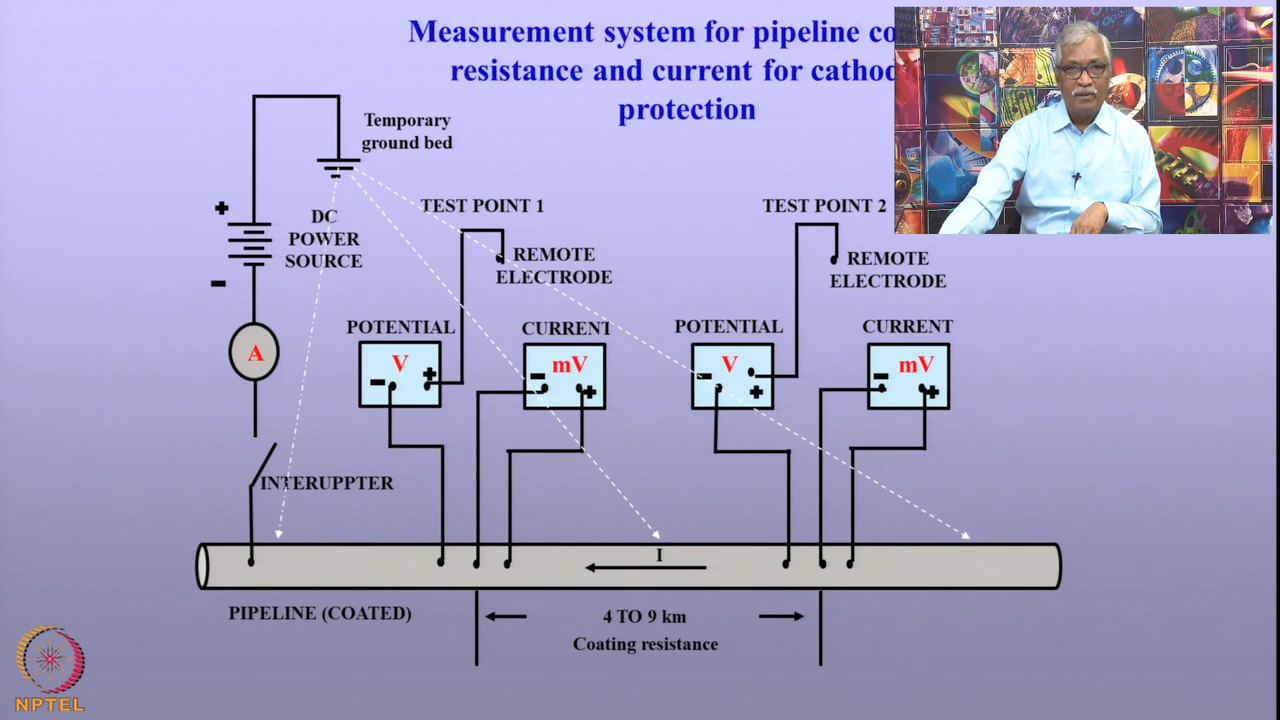 Measurement system for pipeline
resistance and current for
protection
Temporary
ground bed
+
DC
POWER
SOURCE
-
A
INTERUPPTER
TEST POINT 1
REMOTE
ELECTRODE
POTENTIAL
V
- +
CURRENT
mV
- +
TEST POINT 2
REMOTE
ELECTRODE
POTENTIAL
V
- +
CURRENT
mV
- +
I
PIPELINE (COATED)
4 TO 9 km
Coating resistance
NPTEL